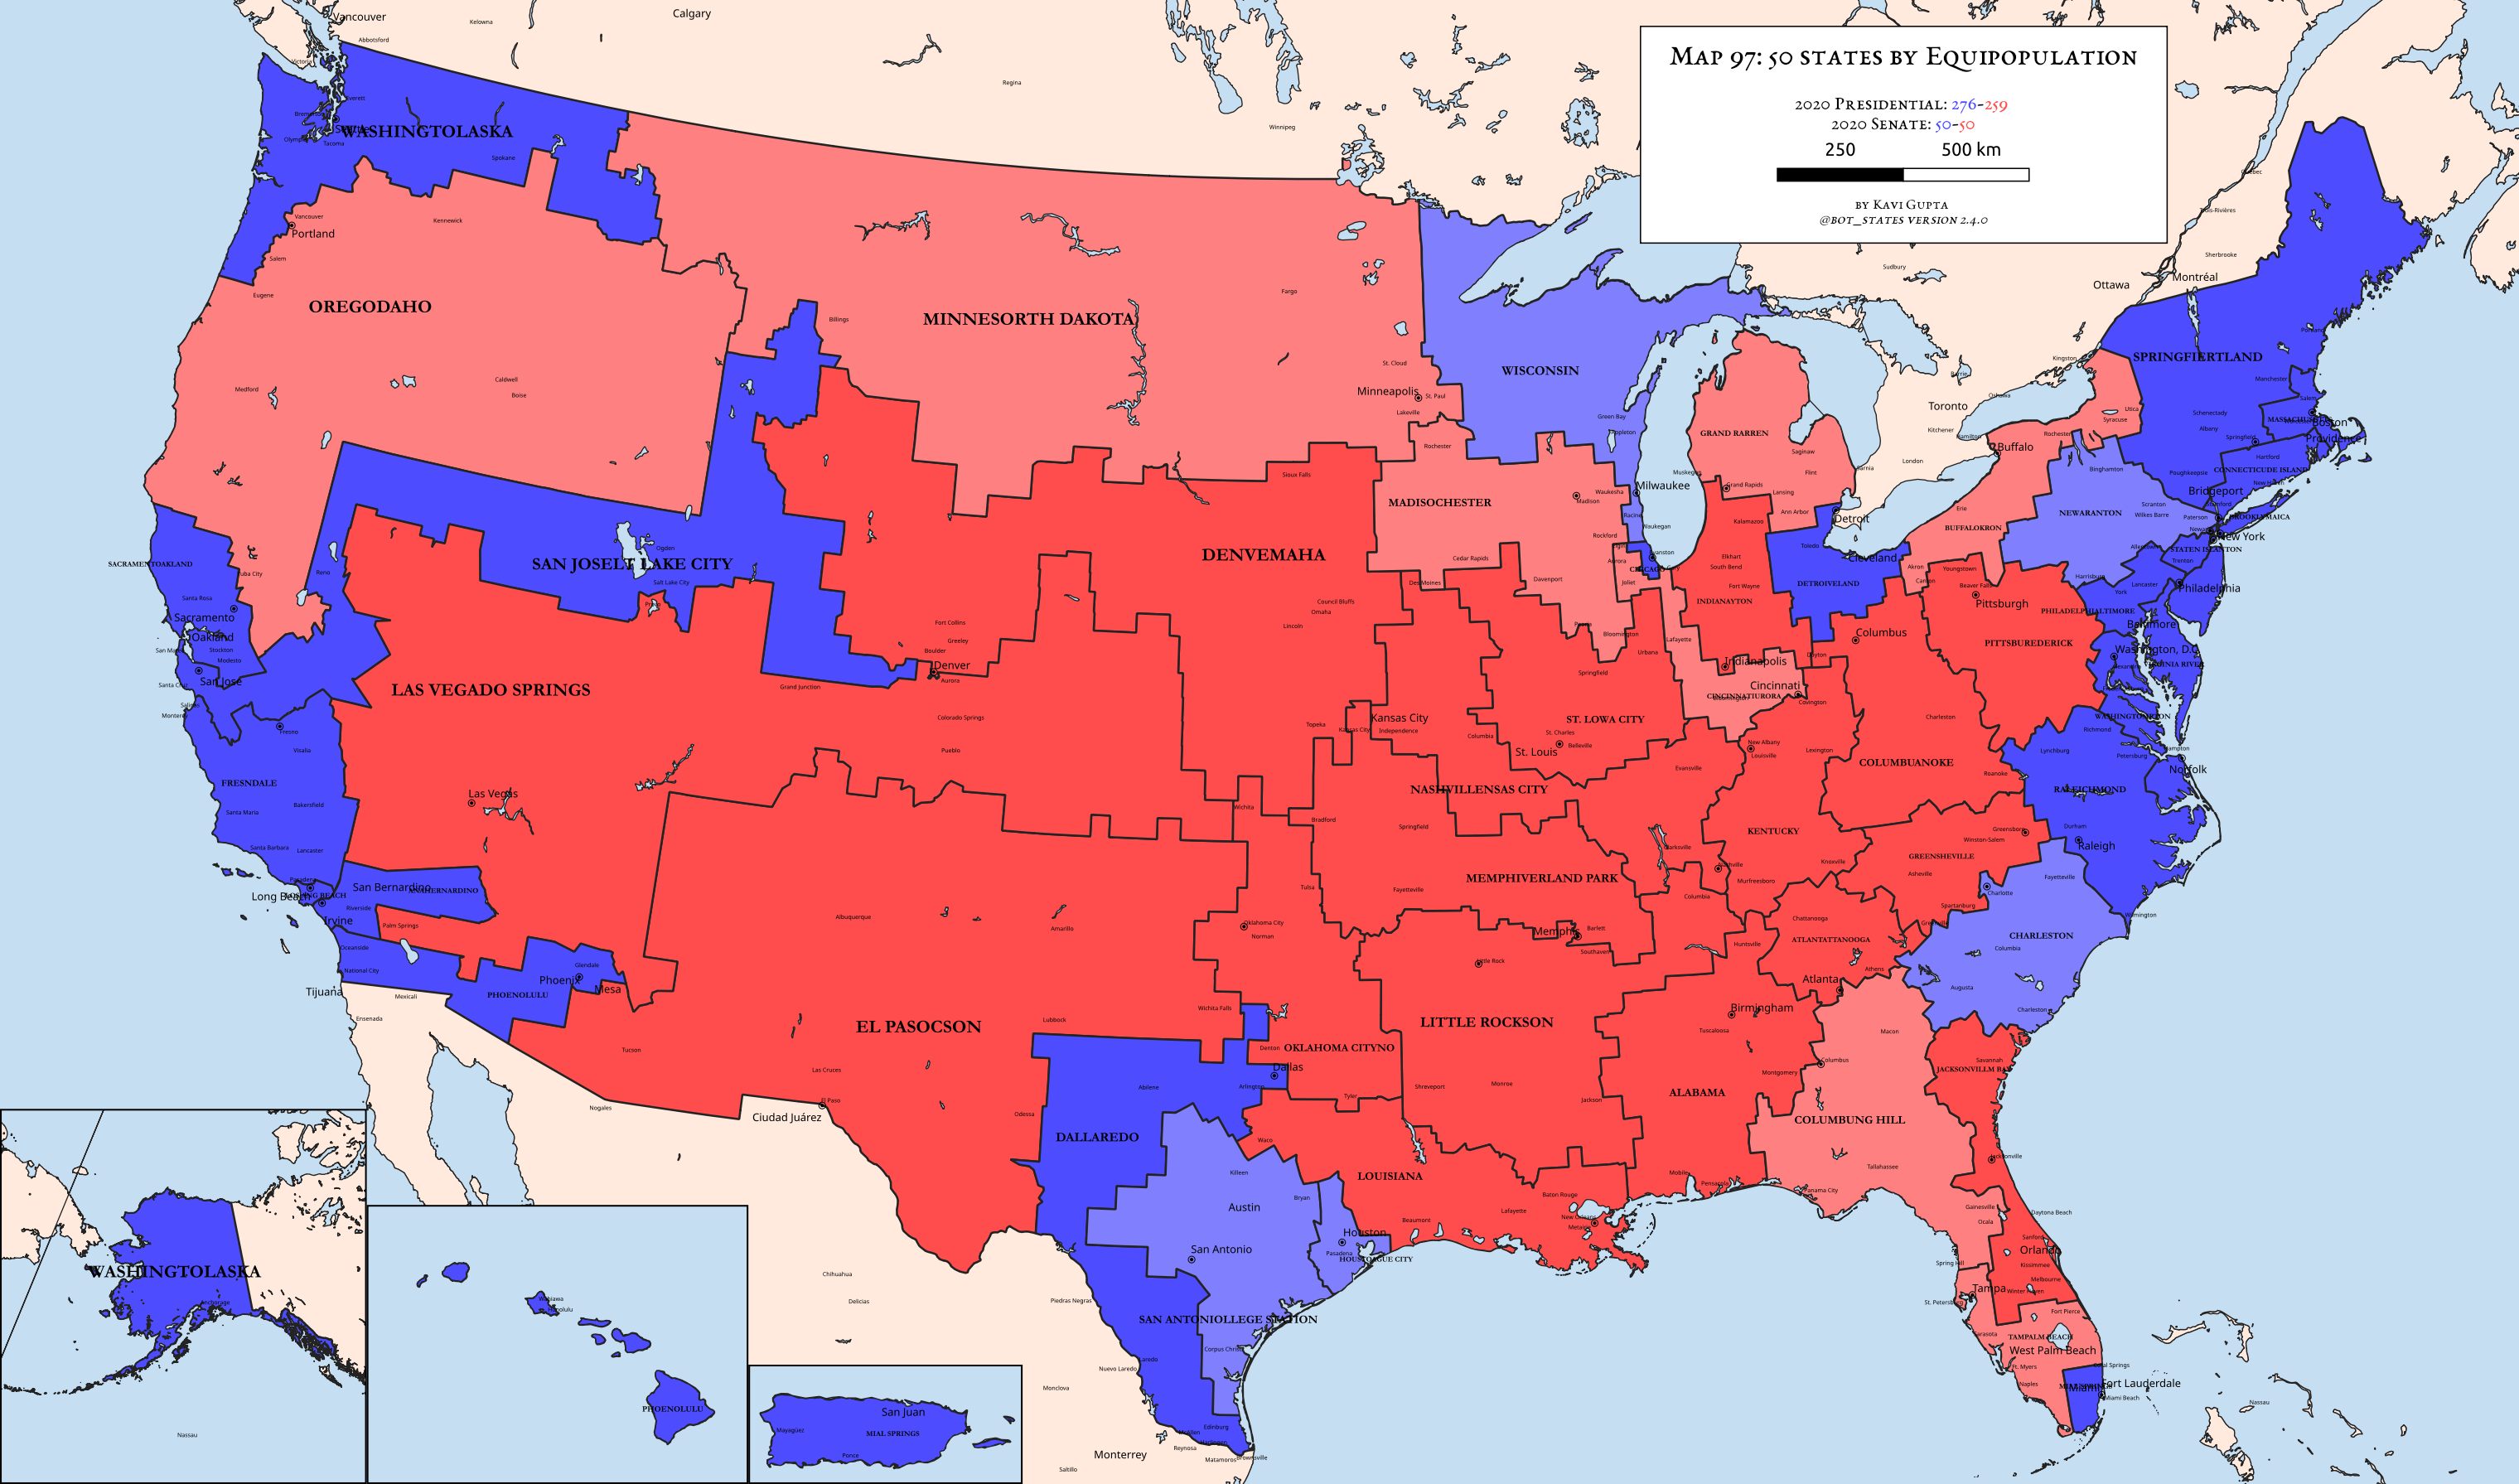 MAP 97: 50 STATES BY EQUIPOPULATION
2020 PRESIDENTIAL: 276-259
2020 SENATE: 50-50
250 500 km
BY KAVI GUPTA
@BOT_STATES VERSION 2.4.0
Vancouver
Calgary
Kelowna
Abbotsford
Victoria
Regina
Winnipeg
Everett
WASHINGTOLASKA
Olympia
Tacoma
Spokane
Vancouver
Portland
Kennewick
Salem
Eugene
OREGODAHO
Medford
Caldwell
Boise
Billings
MINNESORTH DAKOTA
Fargo
St. Cloud
Minneapolis
St. Paul
Lakeville
Rochester
WISCONSIN
Green Bay
Appleton
Milwaukee
Waukesha
Madison
Racine
Waukegan
Rockford
MADISOCHESTER
Sioux Falls
GRAND RARREN
Saginaw
Muskegon
Flint
Grand Rapids
Lansing
Ann Arbor
Kalamazoo
Detroit
Sudbury
Ottawa
Montréal
Sherbrooke
Trois-Rivières
Québec
Kingston
Barrie
Oshawa
Toronto
Kitchener
Hamilton
London
Sarnia
Buffalo
Rochester
Syracuse
Utica
SPRINGFIERTLAND
Portland
Manchester
Salem
MASSACHUSETTS
Boston
Providence
Schenectady
Albany
Springfield
Hartford
CONNECTICUDE ISLAND
Poughkeepsie
New Haven
Bridgeport
BROOKLYMAICA
Binghamton
NEWARANTON
Scranton
Wilkes Barre
Paterson
Newark
New York
STATEN ISLANTON
Allentown
Trenton
Erie
BUFFALOKRON
Cleveland
Toledo
DETROIVELAND
Akron
Canton
Youngstown
Beaver Falls
Pittsburgh
Harrisburg
Lancaster
York
Philadelphia
PHILADELPHIALTIMORE
Baltimore
PITTSBUREDERICK
Washington, D.C.
Elkhart
South Bend
Fort Wayne
INDIANAYTON
Evanston
CHICAGO
Aurora
Joliet
Cedar Rapids
Des Moines
Davenport
Peoria
Bloomington
Lafayette
Urbana
Springfield
Indianapolis
Bloomington
Dayton
Columbus
Cincinnati
CINCINNATIURORA
Covington
Charleston
SAN JOSELT LAKE CITY
Ogden
Salt Lake City
Provo
Reno
Yuba City
SACRAMENTOAKLAND
Santa Rosa
Sacramento
Oakland
Stockton
San Mateo
Modesto
San Jose
Santa Cruz
Salinas
Monterey
Fresno
Visalia
FRESNDALE
Bakersfield
Santa Maria
Santa Barbara
Lancaster
Pasadena
Long Beach
San Bernardino
ANAHERNARDINO
Riverside
Irvine
Palm Springs
Oceanside
National City
Tijuana
Mexicali
Ensenada
LAS VEGADO SPRINGS
Las Vegas
Grand Junction
DENVEMAHA
Council Bluffs
Omaha
Lincoln
Fort Collins
Greeley
Boulder
Denver
Aurora
Colorado Springs
Pueblo
Topeka
Kansas City
Kansas City
Independence
Columbia
ST. LOWA CITY
St. Charles
St. Louis
Belleville
Evansville
New Albany
Louisville
Lexington
COLUMBUANOKE
Roanoke
Lynchburg
Richmond
Petersburg
WASHINGTOMPTON
Hampton
Norfolk
RALEICHMOND
Durham
Raleigh
Greensboro
Winston-Salem
GREENSHEVILLE
Asheville
Fayetteville
Charlotte
Spartanburg
Greenville
Wilmington
CHARLESTON
Columbia
Augusta
Charleston
NASHVILLENSAS CITY
Wichita
Bradford
Springfield
KENTUCKY
Clarksville
Nashville
Murfreesboro
Knoxville
Columbia
Chattanooga
ATLANTATTANOOGA
Huntsville
Athens
Atlanta
MEMPHIVERLAND PARK
Tulsa
Fayetteville
Memphis
Bartlett
Southaven
Oklahoma City
Norman
Albuquerque
Amarillo
Glendale
Phoenix
Mesa
PHOENOLULU
Tucson
Nogales
EL PASOCSON
Las Cruces
El Paso
Ciudad Juárez
Lubbock
Odessa
Wichita Falls
Denton
OKLAHOMA CITYNO
Dallas
Arlington
Abilene
Tyler
DALLAREDO
Waco
Killeen
Little Rock
LITTLE ROCKSON
Shreveport
Monroe
Jackson
Birmingham
Tuscaloosa
ALABAMA
Montgomery
Columbus
Macon
COLUMBUNG HILL
Savannah
JACKSONVILLM BAY
Jacksonville
Tallahassee
Mobile
Pensacola
Panama City
LOUISIANA
Bryan
Beaumont
Lafayette
Baton Rouge
New Orleans
Metairie
Houston
Pasadena
HOUSTOAGUE CITY
Austin
San Antonio
SAN ANTONIOLLEGE STATION
Corpus Christi
Laredo
Nuevo Laredo
Edinburg
McAllen
Reynosa
Matamoros
Brownsville
Chihuahua
Delicias
Piedras Negras
Monclova
Monterrey
Saltillo
Gainesville
Ocala
Daytona Beach
Sanford
Orlando
Kissimmee
Melbourne
Spring Hill
Tampa
Winter Haven
St. Petersburg
Sarasota
Fort Pierce
TAMPALM BEACH
West Palm Beach
Ft. Myers
Naples
Coral Springs
Fort Lauderdale
Miami
Miami Beach
Nassau
WASHINGTOLASKA
Anchorage
Nassau
Wahiawa
Honolulu
PHOENOLULU
San Juan
Mayagüez
MIAL SPRINGS
Ponce